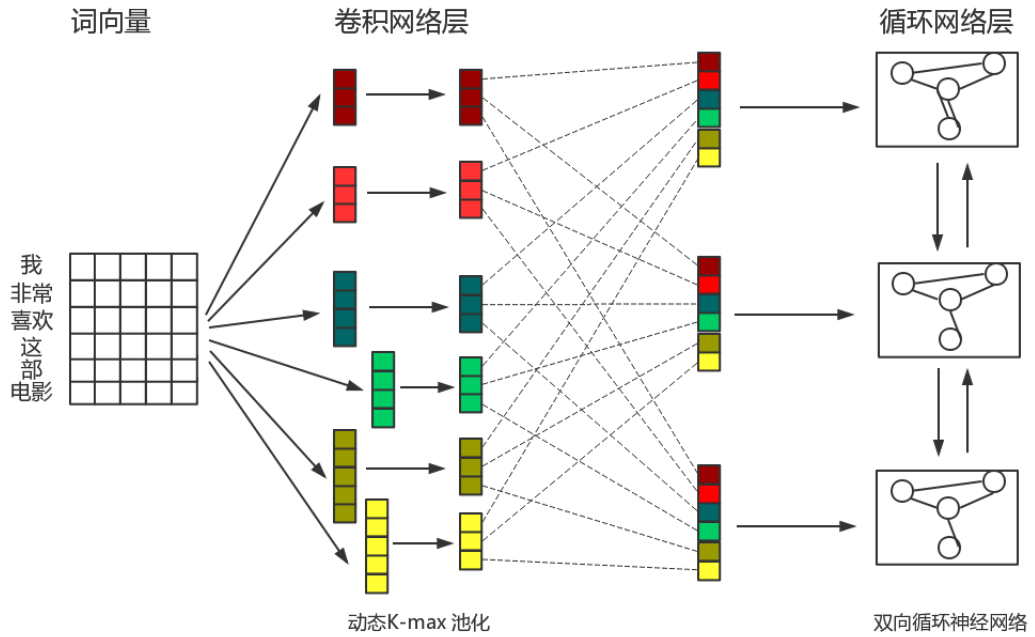 词向量
卷积网络层
循环网络层
我
非常
喜欢
这
部
电影
动态K-max 池化
双向循环神经网络